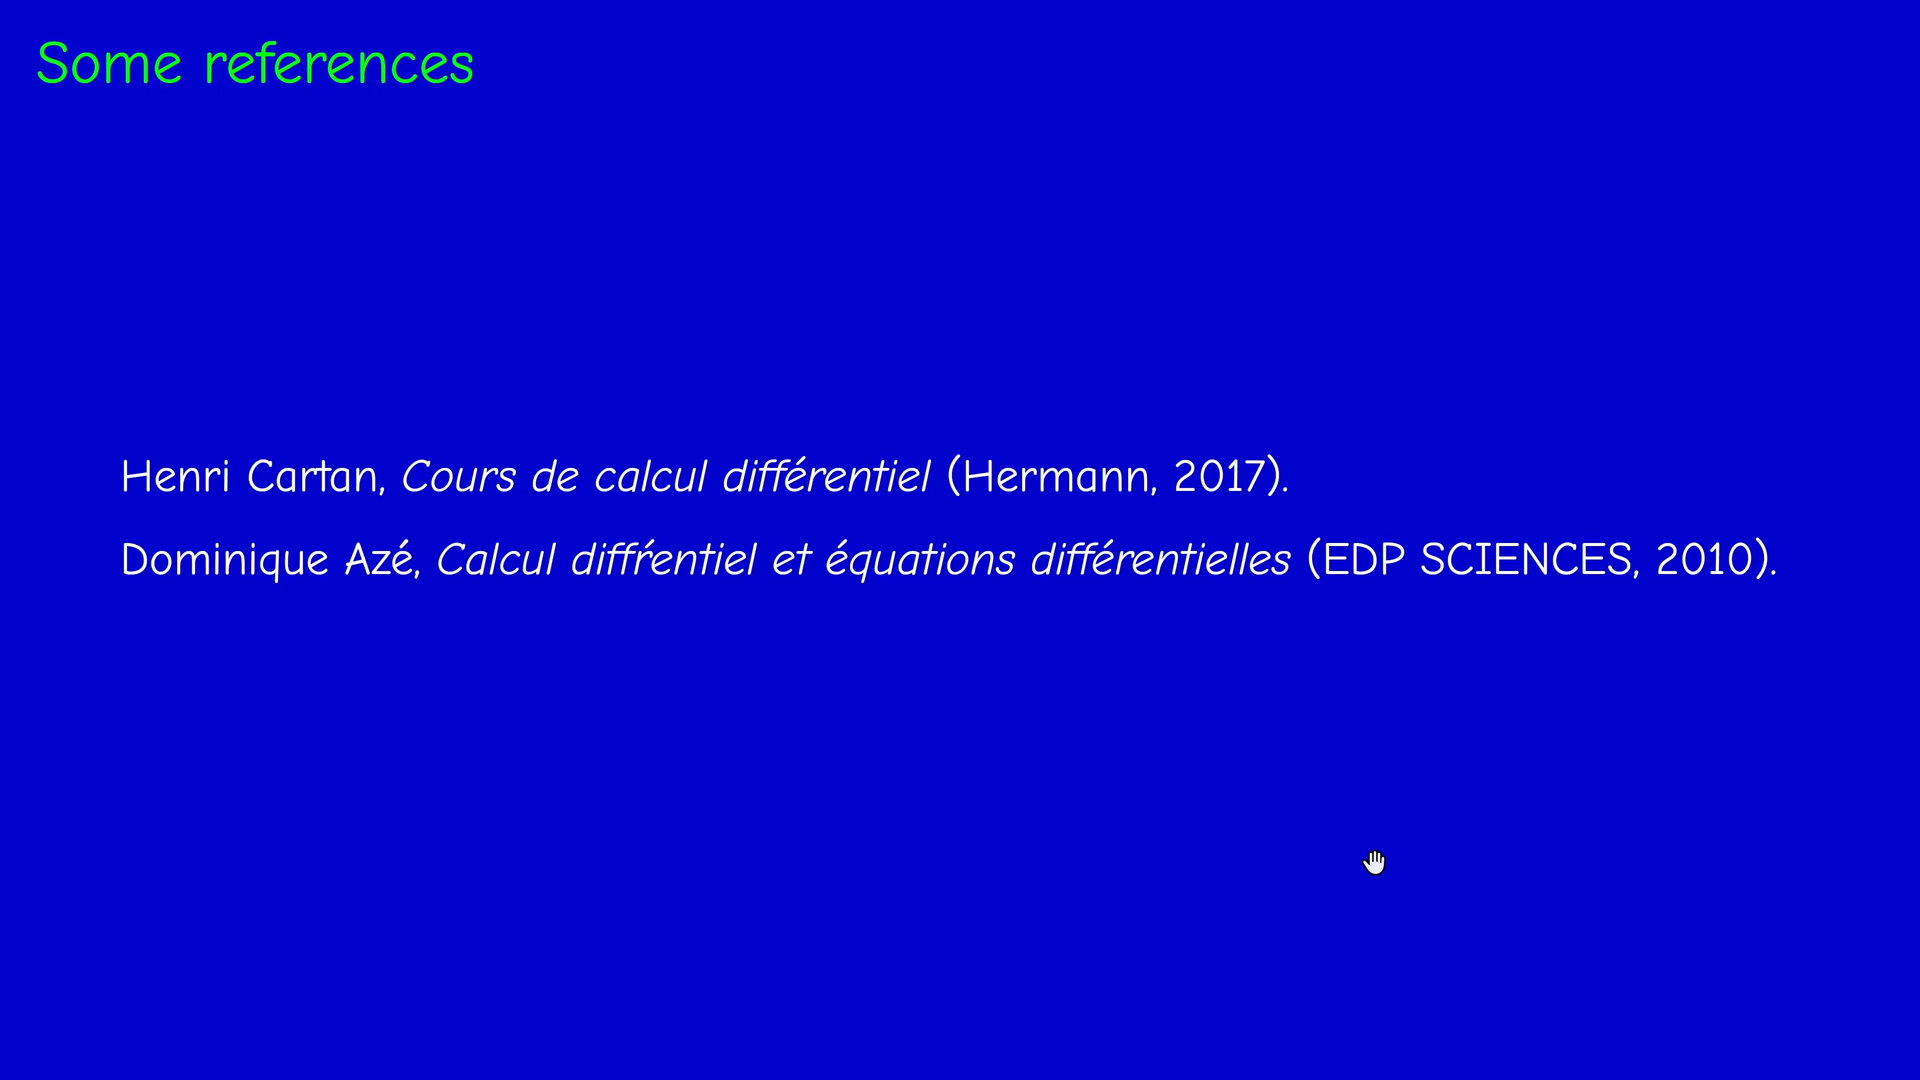 Some references
Henri Cartan, Cours de calcul différentiel (Hermann, 2017).
Dominique Azé, Calcul diffŕentiel et équations différentielles (EDP SCIENCES, 2010).